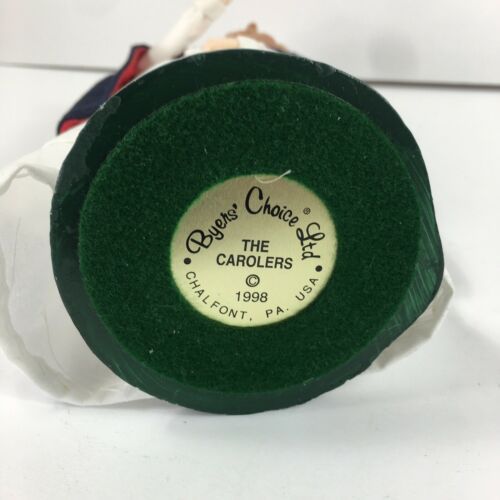 Byers' Choice Ltd®
THE
CAROLERS
©
1998
• CHALFONT, PA. USA •